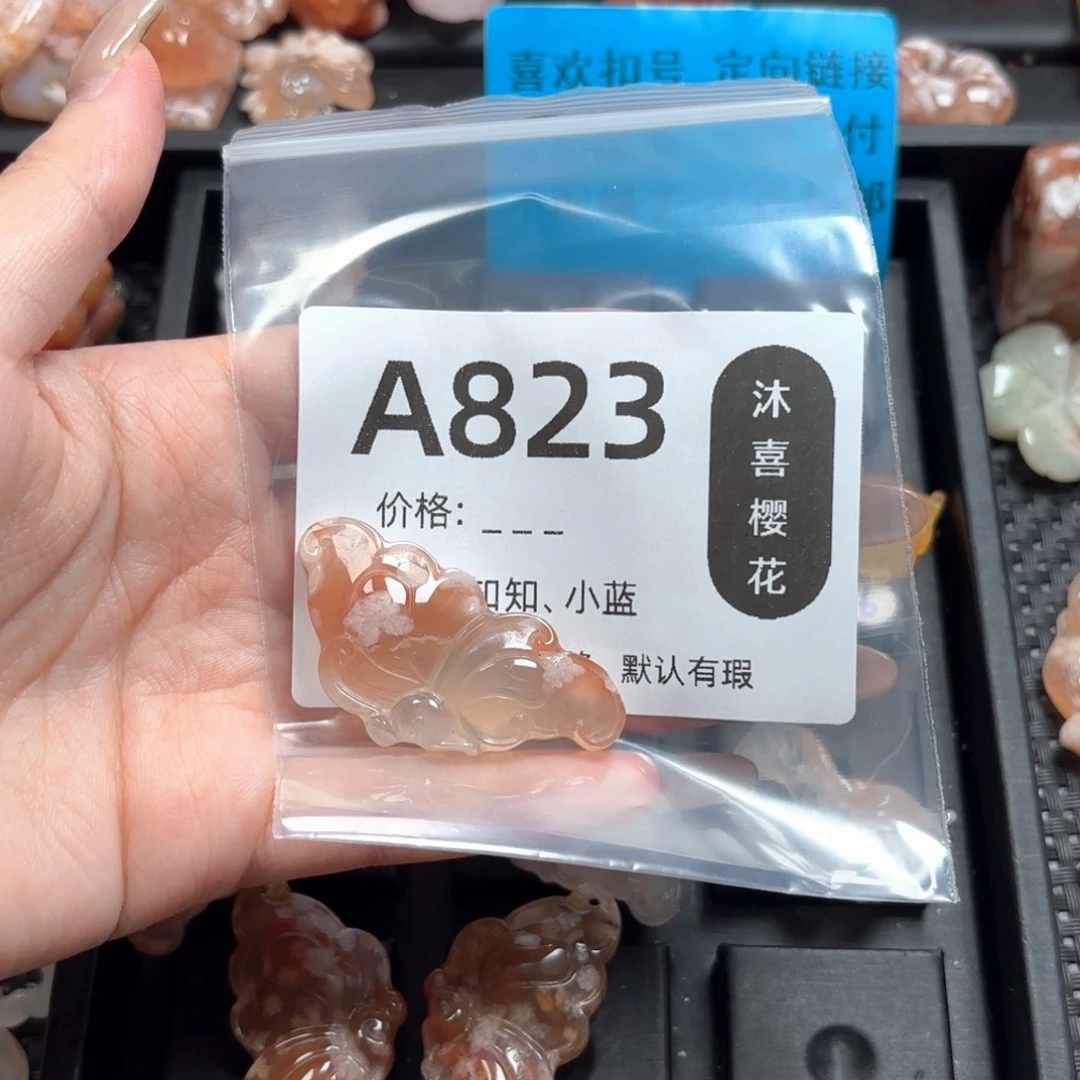 喜欢扣号 定向链接
付
邮
A823
沐喜樱花
价格: _ _ _
知、小蓝
默认有瑕